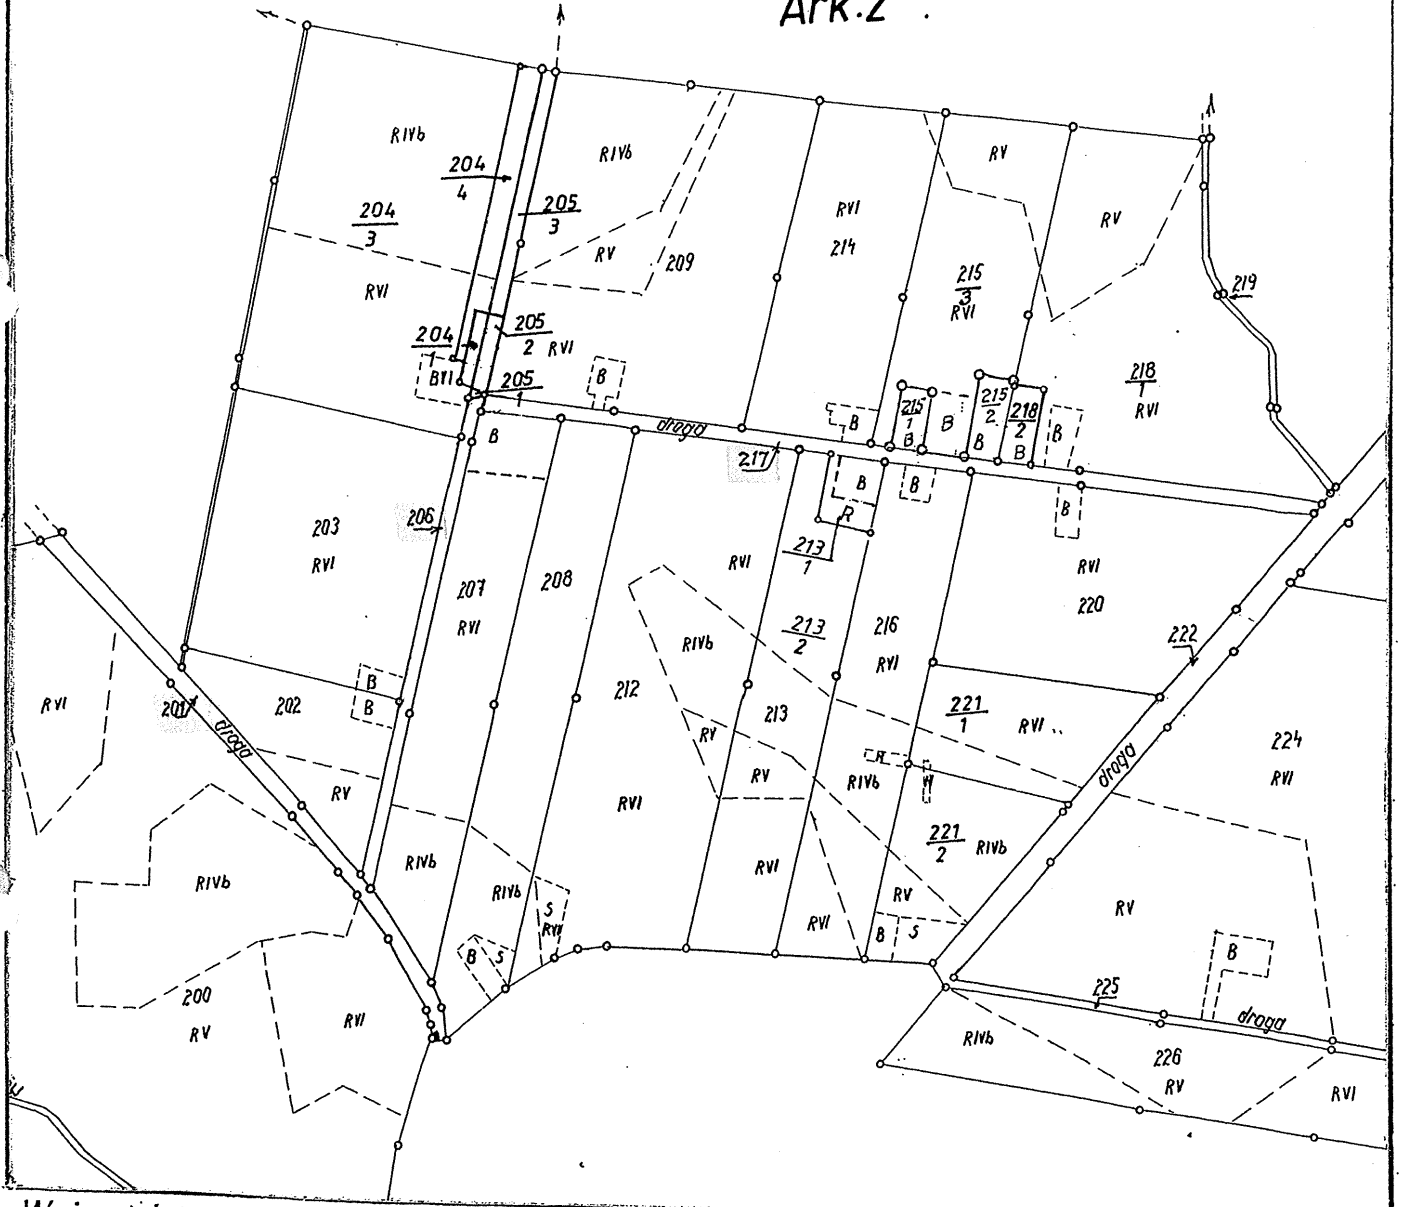 Ark.2
RIVb
204
4
204
3
RVI
204
1
BVI
205
3
205
2
205
1
RIVb
RV
209
RVI
B
droga
RVI
214
B
RV
215
3
RVI
215
1
B
B
215
2
B
218
2
B
B
RV
219
218
1
RVI
217
206
203
RVI
B
207
RVI
208
RVI
B
R
213
1
213
2
B
216
RVI
B
RVI
220
222
RVI
201
droga
202
B
B
RV
RIVb
212
RV
213
RV
RVI
RIVb
221
1
RVI
W
221
2
RIVb
droga
224
RVI
RIVb
RIVb
RIVb
S
RVI
B
S
RVI
RVI
RV
B
S
RV
B
200
RV
RVI
225
droga
RIVb
226
RV
RVI
W